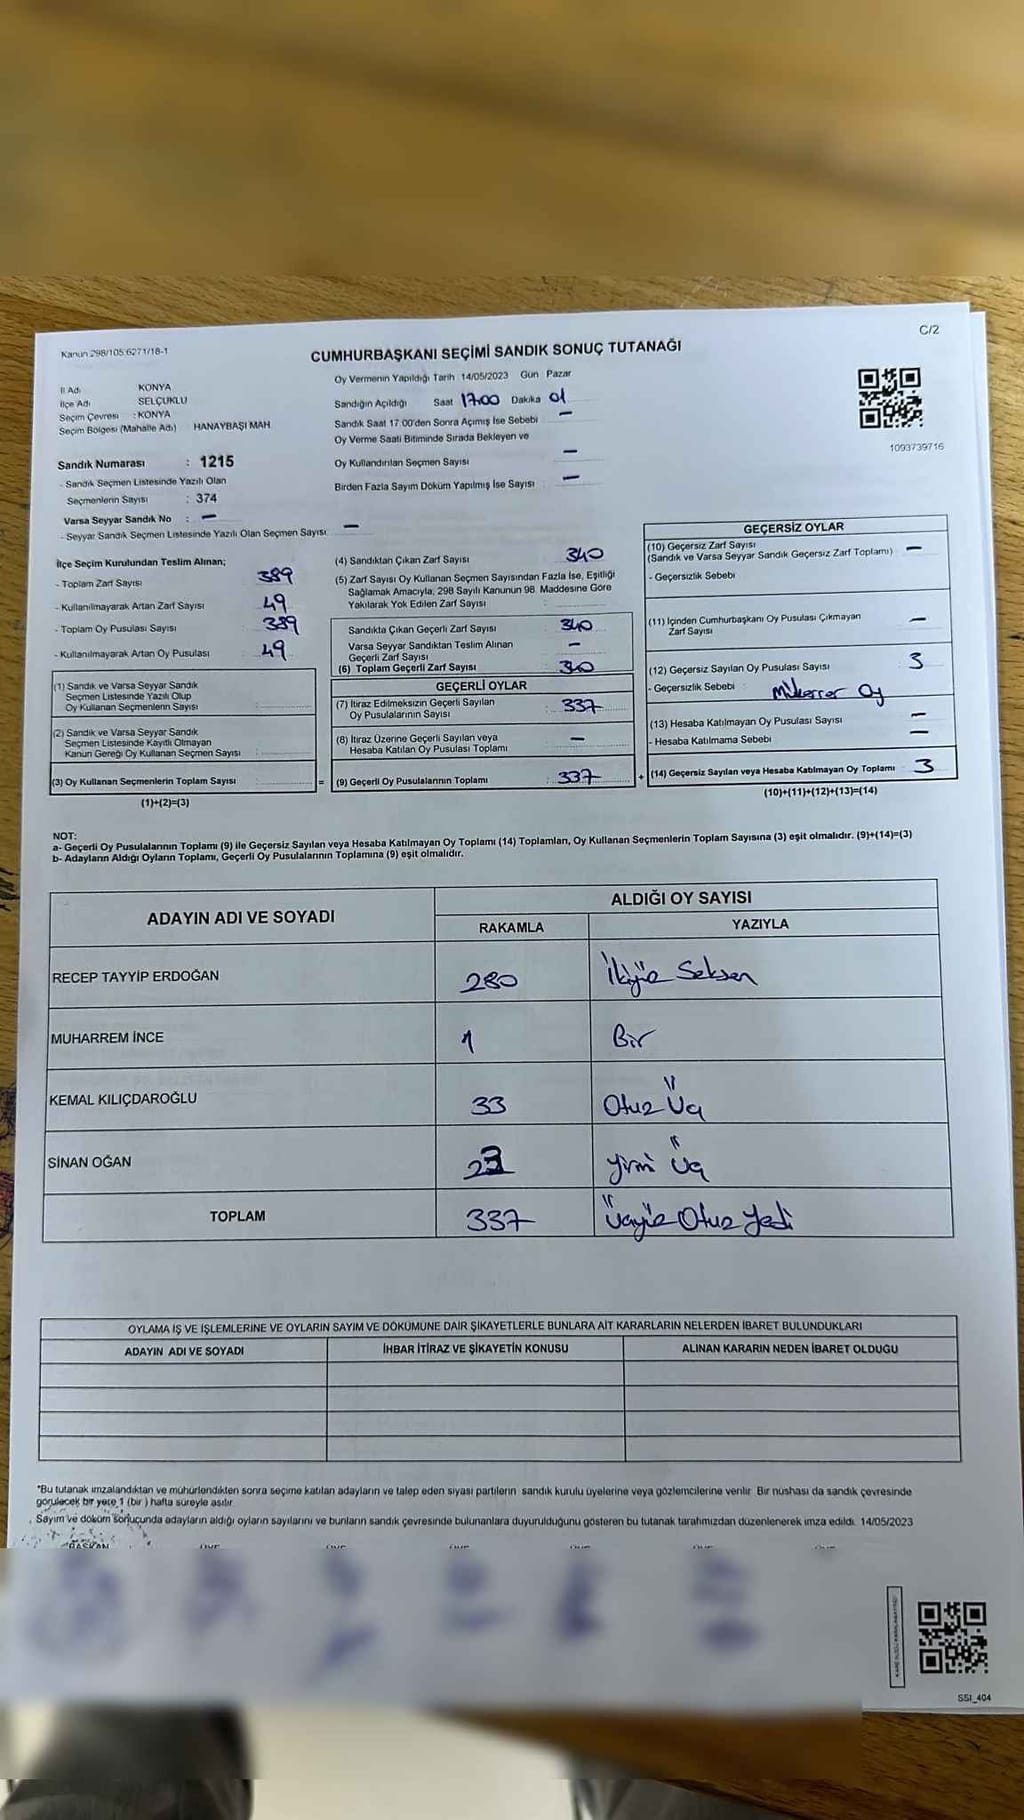 C/2
Kanun 298/105 6271/18-1
CUMHURBAŞKANI SEÇİMİ SANDIK SONUÇ TUTANAĞI
İl Adı KONYA
İlçe Adı SELÇUKLU
Seçim Çevresi : KONYA
Seçim Bölgesi (Mahalle Adı) HANAYBAŞI MAH
Sandık Numarası : 1215
- Sandık Seçmen Listesinde Yazılı Olan
Seçmenlerin Sayısı : 374
Varsa Seyyar Sandık No : -
- Seyyar Sandık Seçmen Listesinde Yazılı Olan Seçmen Sayısı -
Oy Vermenin Yapıldığı Tarih 14/05/2023 Gün Pazar
Sandığın Açıldığı Saat 17:00 Dakika 01
Sandık Saat 17:00'den Sonra Açımış İse Sebebi -
Oy Verme Saati Bitiminde Sırada Bekleyen ve
Oy Kullandırılan Seçmen Sayısı -
Birden Fazla Sayım Döküm Yapılmış İse Sayısı -
1093739716
İlçe Seçim Kurulundan Teslim Alınan;
- Toplam Zarf Sayısı 389
- Kullanılmayarak Artan Zarf Sayısı 49
- Toplam Oy Pusulası Sayısı 389
- Kullanılmayarak Artan Oy Pusulası 49
(1) Sandık ve Varsa Seyyar Sandık
Seçmen Listesinde Yazılı Olup
Oy Kullanan Seçmenlerin Sayısı
(2) Sandık ve Varsa Seyyar Sandık
Seçmen Listesinde Kayıtlı Olmayan
Kanun Gereği Oy Kullanan Seçmen Sayısı
(3) Oy Kullanan Seçmenlerin Toplam Sayısı
(1)+(2)=(3)
(4) Sandıktan Çıkan Zarf Sayısı 340
(5) Zarf Sayısı Oy Kullanan Seçmen Sayısından Fazla İse, Eşitliği
Sağlamak Amacıyla, 298 Sayılı Kanunun 98. Maddesine Göre
Yakılarak Yok Edilen Zarf Sayısı
Sandıkta Çıkan Geçerli Zarf Sayısı 340
Varsa Seyyar Sandıktan Teslim Alınan
Geçerli Zarf Sayısı -
(6) Toplam Geçerli Zarf Sayısı 340
GEÇERLİ OYLAR
(7) İtiraz Edilmeksizin Geçerli Sayılan
Oy Pusulalarının Sayısı 337
(8) İtiraz Üzerine Geçerli Sayılan veya
Hesaba Katılan Oy Pusulası Toplamı -
= (9) Geçerli Oy Pusulalarının Toplamı : 337
GEÇERSİZ OYLAR
(10) Geçersiz Zarf Sayısı
(Sandık ve Varsa Seyyar Sandık Geçersiz Zarf Toplamı) -
- Geçersizlik Sebebi
(11) İçinden Cumhurbaşkanı Oy Pusulası Çıkmayan
Zarf Sayısı -
(12) Geçersiz Sayılan Oy Pusulası Sayısı 3
- Geçersizlik Sebebi Mükerrer Oy
(13) Hesaba Katılmayan Oy Pusulası Sayısı -
- Hesaba Katılmama Sebebi -
+ (14) Geçersiz Sayılan veya Hesaba Katılmayan Oy Toplamı 3
(10)+(11)+(12)+(13)=(14)
NOT:
a- Geçerli Oy Pusulalarının Toplamı (9) ile Geçersiz Sayılan veya Hesaba Katılmayan Oy Toplamı (14) Toplamları, Oy Kullanan Seçmenlerin Toplam Sayısına (3) eşit olmalıdır. (9)+(14)=(3)
b- Adayların Aldığı Oyların Toplamı, Geçerli Oy Pusulalarının Toplamına (9) eşit olmalıdır.
ADAYIN ADI VE SOYADI ALDIĞI OY SAYISI
RAKAMLA YAZIYLA
RECEP TAYYİP ERDOĞAN 280 İkiyüz Seksen
MUHARREM İNCE 1 Bir
KEMAL KILIÇDAROĞLU 33 Otuz Üç
SİNAN OĞAN 23 yirmi Üç
TOPLAM 337 Üçyüz Otuz Yedi
OYLAMA İŞ VE İŞLEMLERİNE VE OYLARIN SAYIM VE DÖKÜMÜNE DAİR ŞİKAYETLERLE BUNLARA AİT KARARLARIN NELERDEN İBARET BULUNDUKLARI
ADAYIN ADI VE SOYADI İHBAR İTİRAZ VE ŞİKAYETİN KONUSU ALINAN KARARIN NEDEN İBARET OLDUĞU
*Bu tutanak imzalandıktan ve mühürlendikten sonra seçime katılan adayların ve talep eden siyasi partilerin sandık kurulu üyelerine veya gözlemcilerine verilir. Bir nüshası da sandık çevresinde
görülecek bir yere 1 (bir) hafta süreyle asılır.
Sayım ve döküm sonucunda adayların aldığı oyların sayılarını ve bunların sandık çevresinde bulunanlara duyurulduğunu gösteren bu tutanak tarafımızdan düzenlenerek imza edildi. 14/05/2023
BAŞKAN
SSI_404